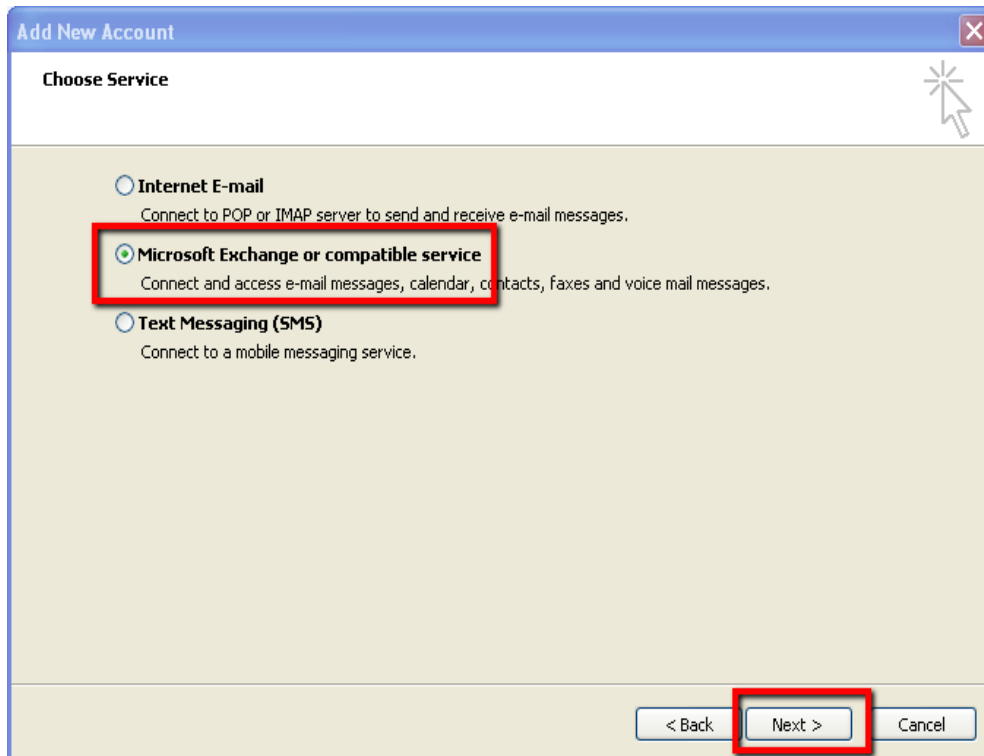 Add New Account
Choose Service
Internet E-mail
Connect to POP or IMAP server to send and receive e-mail messages.
Microsoft Exchange or compatible service
Connect and access e-mail messages, calendar, contacts, faxes and voice mail messages.
Text Messaging (SMS)
Connect to a mobile messaging service.
< Back Next > Cancel